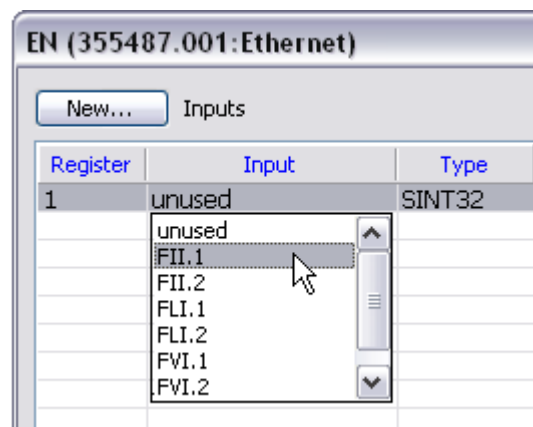 EN (355487.001:Ethernet)
New... Inputs
Register Input Type
1 unused SINT32
unused
FII.1
FII.2
FLI.1
FLI.2
FVI.1
.FVI.2